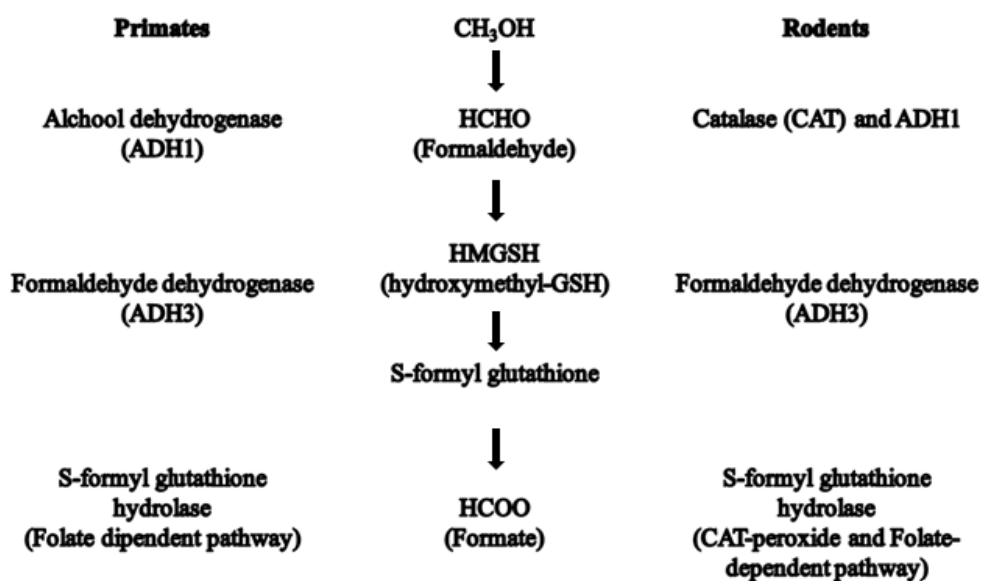 Primates
CH₃OH
Rodents
Alchool dehydrogenase
(ADH1)
HCHO
(Formaldehyde)
Catalase (CAT) and ADH1
HMGSH
(hydroxymethyl-GSH)
Formaldehyde dehydrogenase
(ADH3)
Formaldehyde dehydrogenase
(ADH3)
S-formyl glutathione
S-formyl glutathione
hydrolase
(Folate dipendent pathway)
HCOO
(Formate)
S-formyl glutathione
hydrolase
(CAT-peroxide and Folate-
dependent pathway)